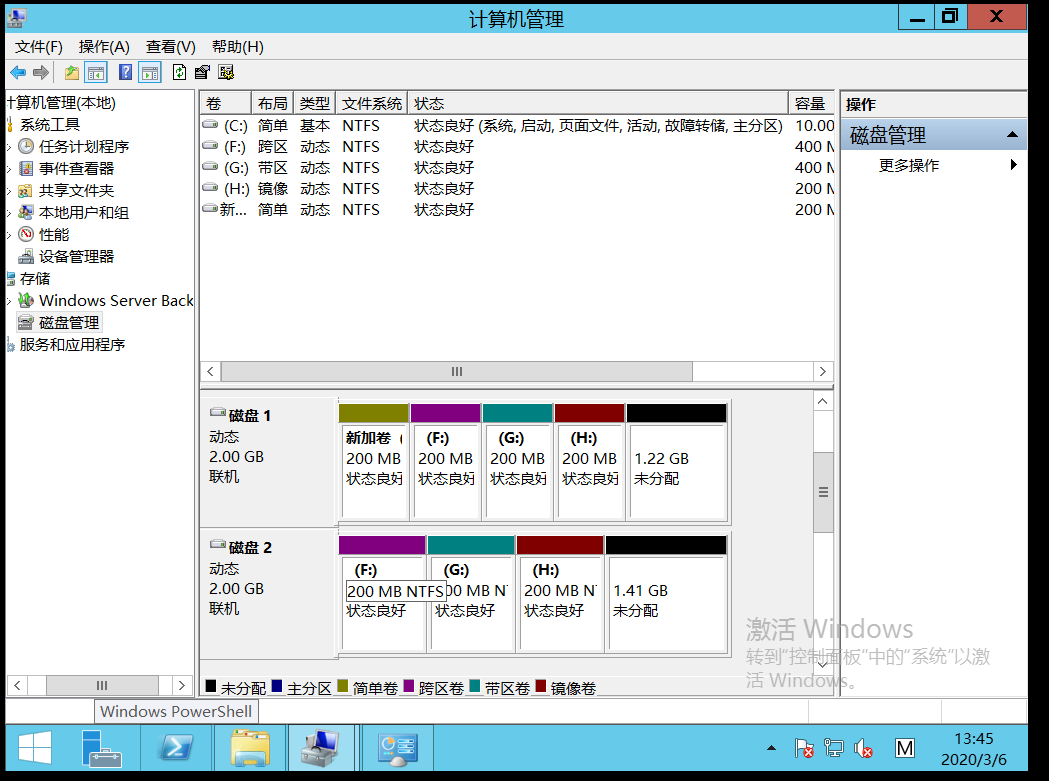 计算机管理
文件(F) 操作(A) 查看(V) 帮助(H)
计算机管理(本地)
系统工具
任务计划程序
事件查看器
共享文件夹
本地用户和组
性能
设备管理器
存储
Windows Server Back
磁盘管理
服务和应用程序
卷 布局 类型 文件系统 状态 容量
(C:) 简单 基本 NTFS 状态良好 (系统, 启动, 页面文件, 活动, 故障转储, 主分区) 10.00
(F:) 跨区 动态 NTFS 状态良好 400 M
(G:) 带区 动态 NTFS 状态良好 400 M
(H:) 镜像 动态 NTFS 状态良好 200 M
新... 简单 动态 NTFS 状态良好 200 M
操作
磁盘管理
更多操作
磁盘 1
动态
2.00 GB
联机
新加卷 (
200 MB
状态良好
(F:)
200 MB
状态良好
(G:)
200 MB
状态良好
(H:)
200 MB
状态良好
1.22 GB
未分配
磁盘 2
动态
2.00 GB
联机
(F:)
200 MB NTFS
状态良好
(G:)
00 MB N
状态良好
(H:)
200 MB N
状态良好
1.41 GB
未分配
未分配 主分区 简单卷 跨区卷 带区卷 镜像卷
激活 Windows
转到"控制面板"中的"系统"以激
活 Windows。
Windows PowerShell
M
13:45
2020/3/6